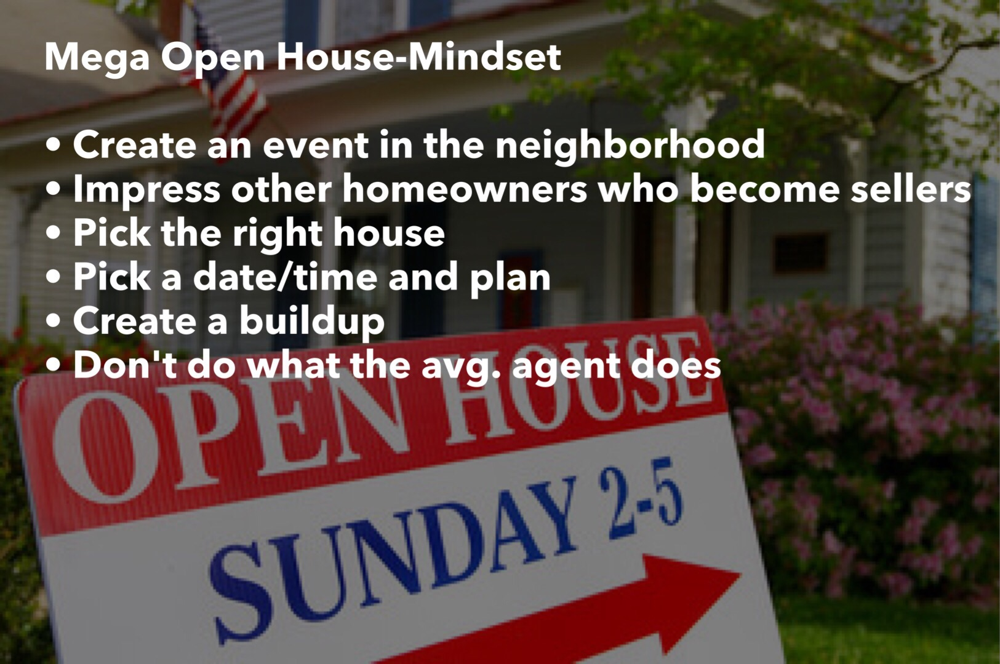 Mega Open House-Mindset
• Create an event in the neighborhood
• Impress other homeowners who become sellers
• Pick the right house
• Pick a date/time and plan
• Create a buildup
• Don't do what the avg. agent does
OPEN HOUSE
SUNDAY 2-5